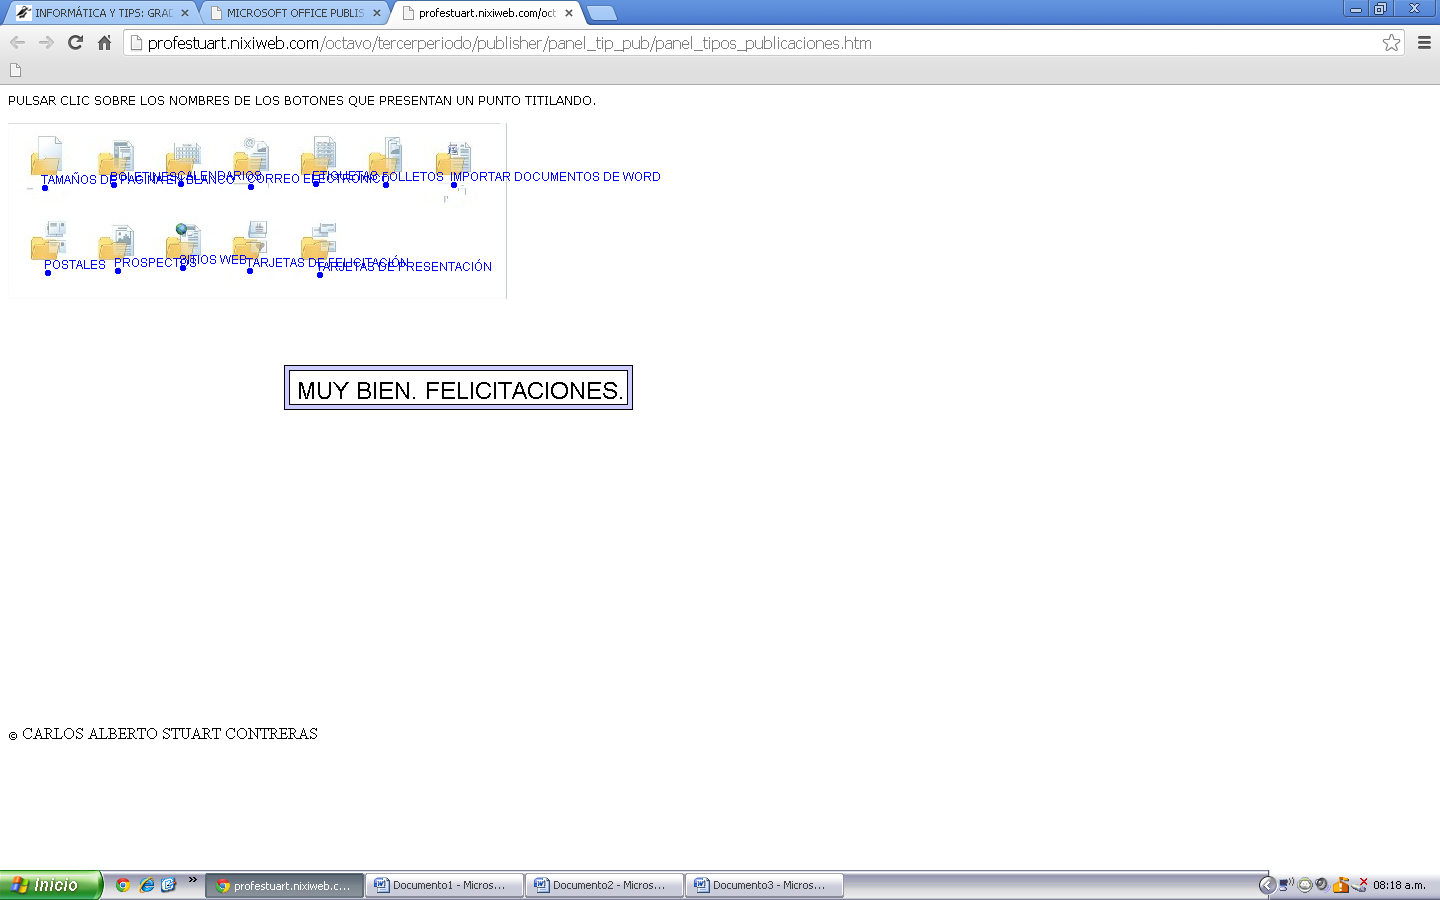 INFORMÁTICA Y TIPS: GRAD
MICROSOFT OFFICE PUBLIS
profestuart.nixiweb.com/oct
profestuart.nixiweb.com/octavo/tercerperiodo/publisher/panel_tip_pub/panel_tipos_publicaciones.htm
PULSAR CLIC SOBRE LOS NOMBRES DE LOS BOTONES QUE PRESENTAN UN PUNTO TITILANDO.
TAMAÑOS DE PAGINA EN BLANCO
BOLETINES
CALENDARIOS
CORREO ELECTRÓNICO
ETIQUETAS
FOLLETOS
IMPORTAR DOCUMENTOS DE WORD
POSTALES
PROSPECTOS
SITIOS WEB
TARJETAS DE FELICITACIÓN
TARJETAS DE PRESENTACIÓN
MUY BIEN. FELICITACIONES.
© CARLOS ALBERTO STUART CONTRERAS
Inicio
profestuart.nixiweb.c...
Documento1 - Micros...
Documento2 - Micros...
Documento3 - Micros...
08:18 a.m.